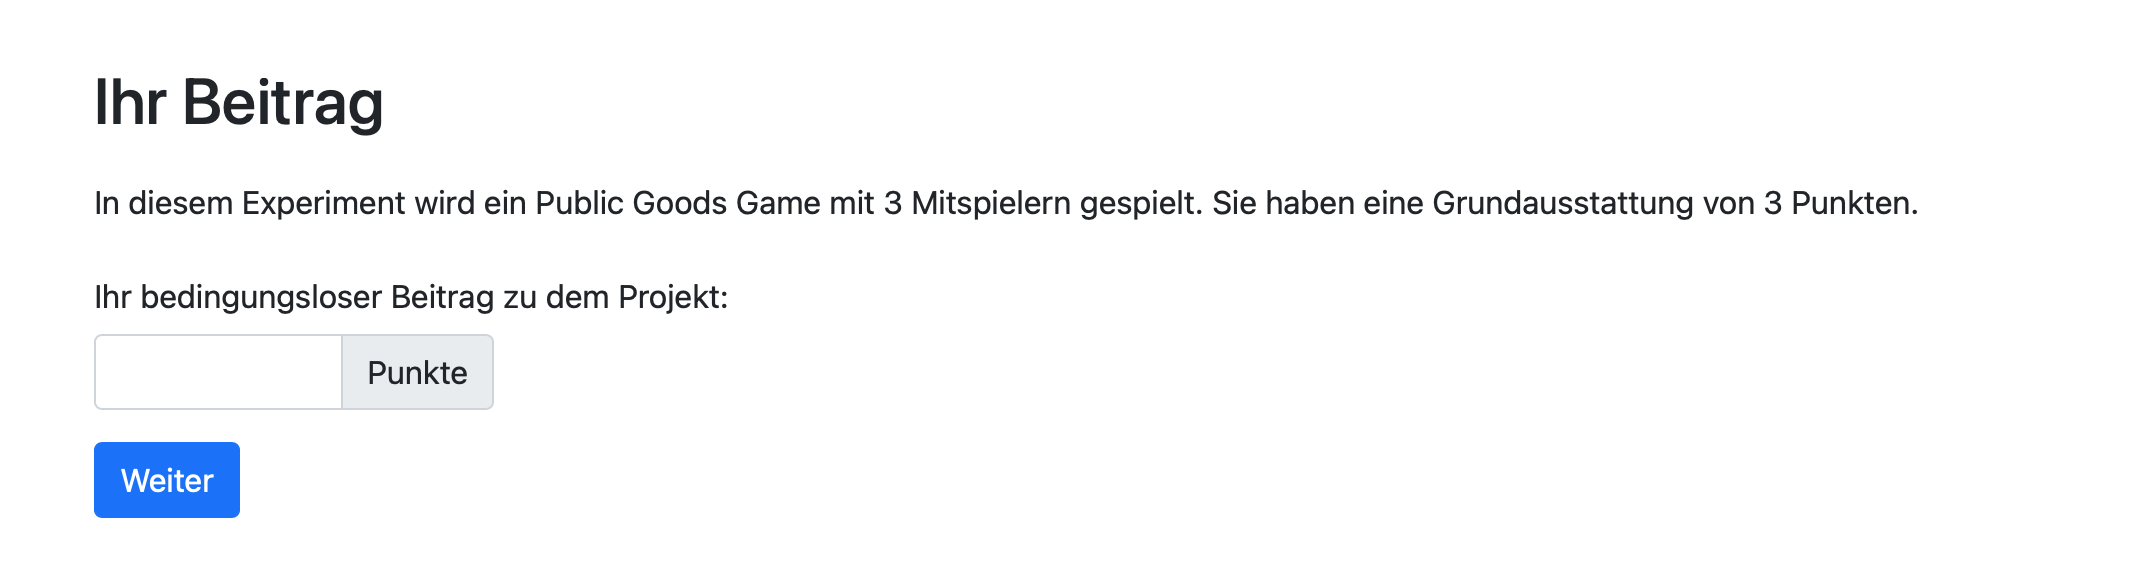 Ihr Beitrag
In diesem Experiment wird ein Public Goods Game mit 3 Mitspielern gespielt. Sie haben eine Grundausstattung von 3 Punkten.
Ihr bedingungsloser Beitrag zu dem Projekt:
Punkte
Weiter